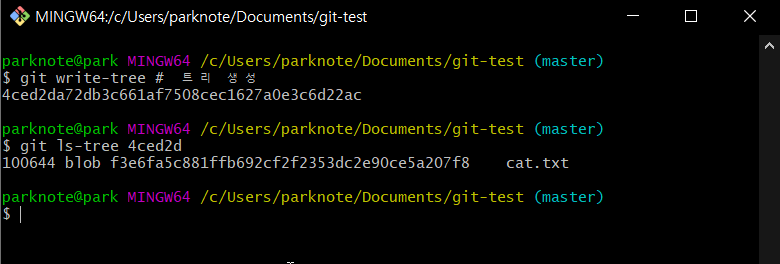 MINGW64:/c/Users/parknote/Documents/git-test
parknote@park MINGW64 /c/Users/parknote/Documents/git-test (master)
$ git write-tree # 트리 생성
4ced2da72db3c661af7508cec1627a0e3c6d22ac
parknote@park MINGW64 /c/Users/parknote/Documents/git-test (master)
$ git ls-tree 4ced2d
100644 blob f3e6fa5c881ffb692cf2f2353dc2e90ce5a207f8    cat.txt
parknote@park MINGW64 /c/Users/parknote/Documents/git-test (master)
$